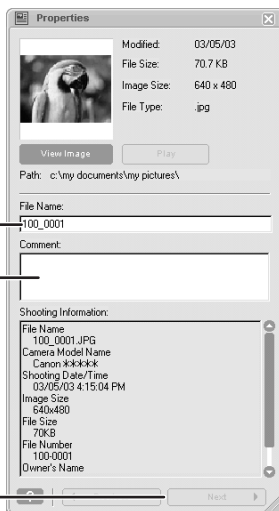 Properties
Modified: 03/05/03
File Size: 70.7 KB
Image Size: 640 x 480
File Type: .jpg
View Image Play
Path: c:\my documents\my pictures\
File Name:
100_0001
Comment:
Shooting Information:
File Name
100_0001.JPG
Camera Model Name
Canon ✳✳✳✳✳
Shooting Date/Time
03/05/03 4:15:04 PM
Image Size
640x480
File Size
70KB
File Number
100-0001
Owner's Name
? Next